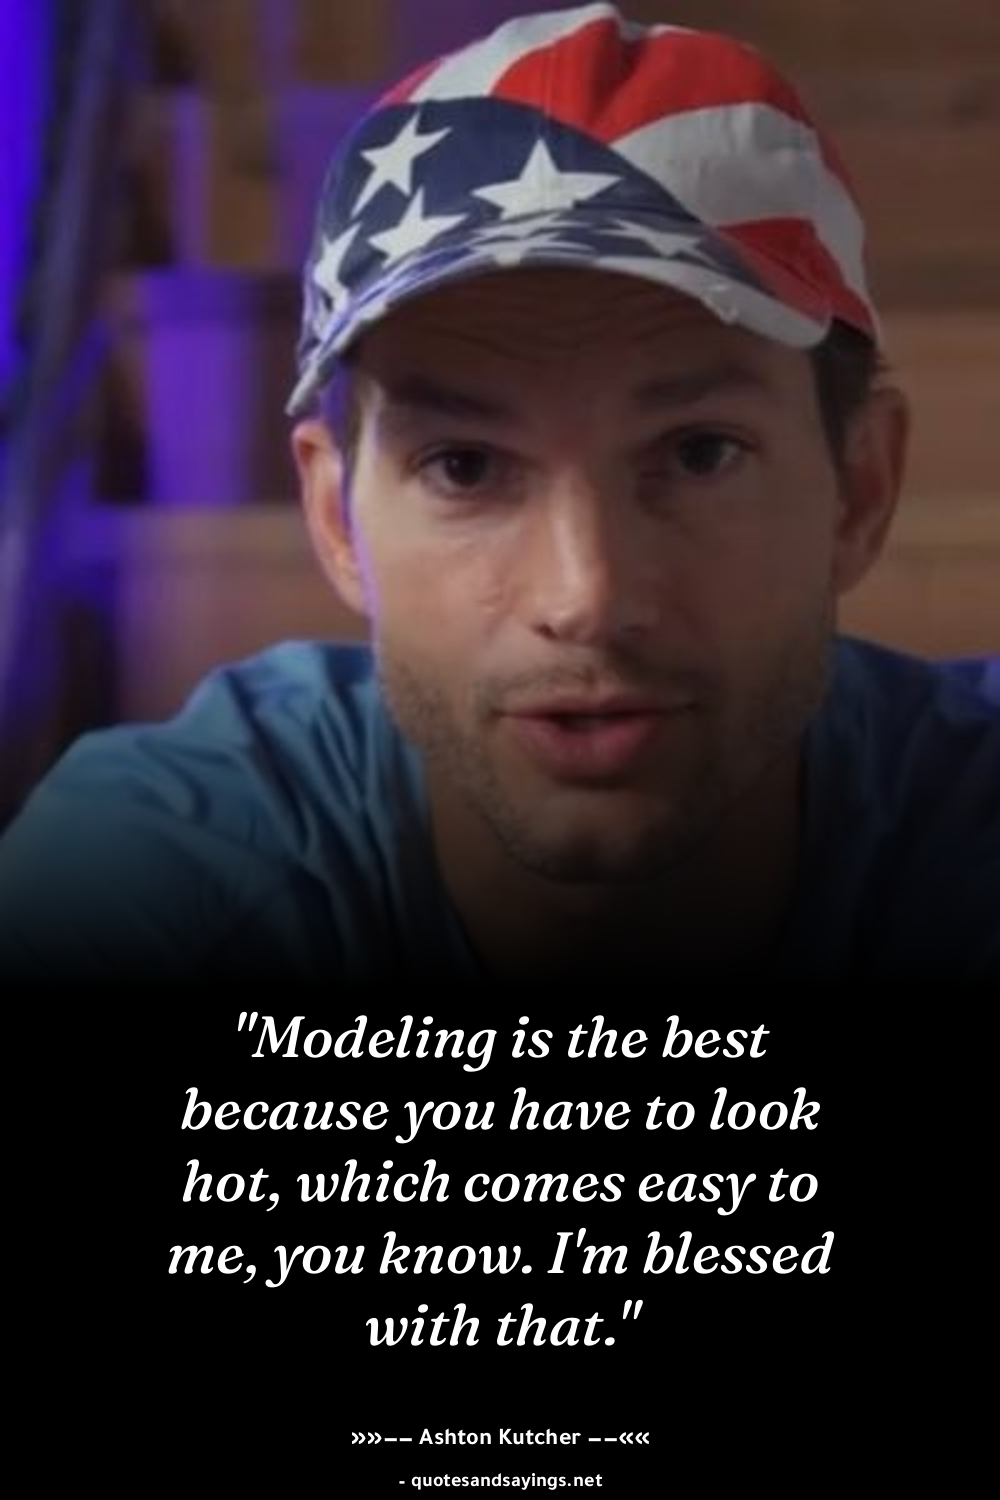 "Modeling is the best
because you have to look
hot, which comes easy to
me, you know. I'm blessed
with that."
»»–– Ashton Kutcher ––««
- quotesandsayings.net